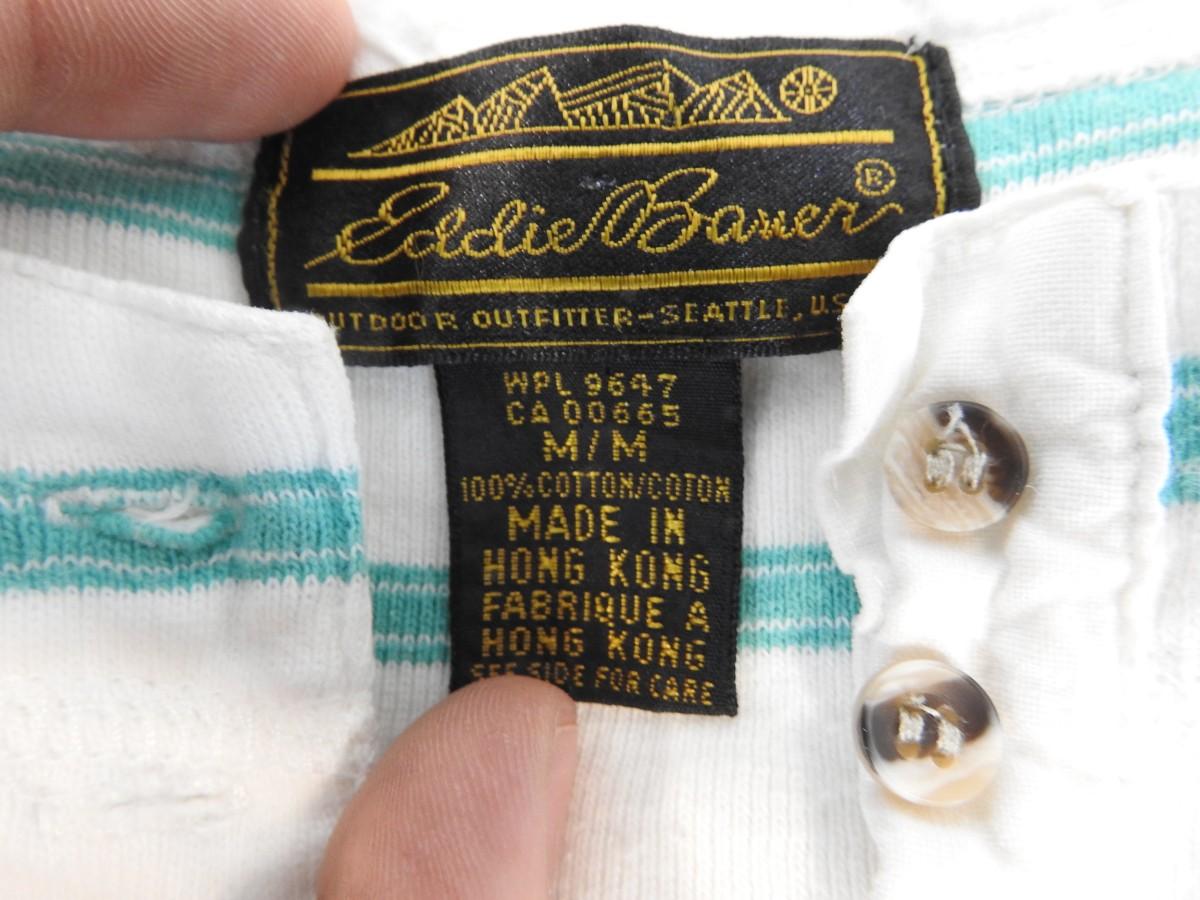 Eddie Bauer ®
OUTDOOR OUTFITTER-SEATTLE, U.S
WPL 9647
CA 00665
M/M
100% COTTON/COTON
MADE IN
HONG KONG
FABRIQUE A
HONG KONG
SEE SIDE FOR CARE